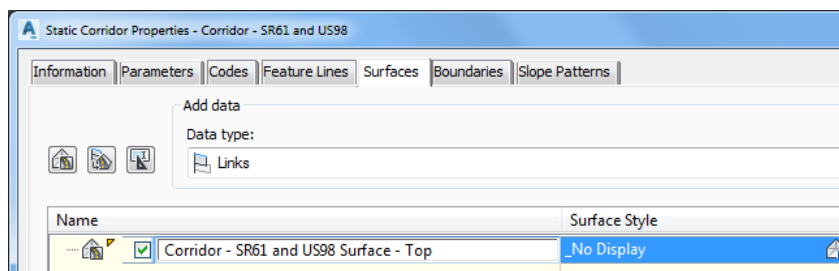 Static Corridor Properties - Corridor - SR61 and US98
Information Parameters Codes Feature Lines Surfaces Boundaries Slope Patterns
Add data
Data type:
Links
Name Surface Style
Corridor - SR61 and US98 Surface - Top _No Display